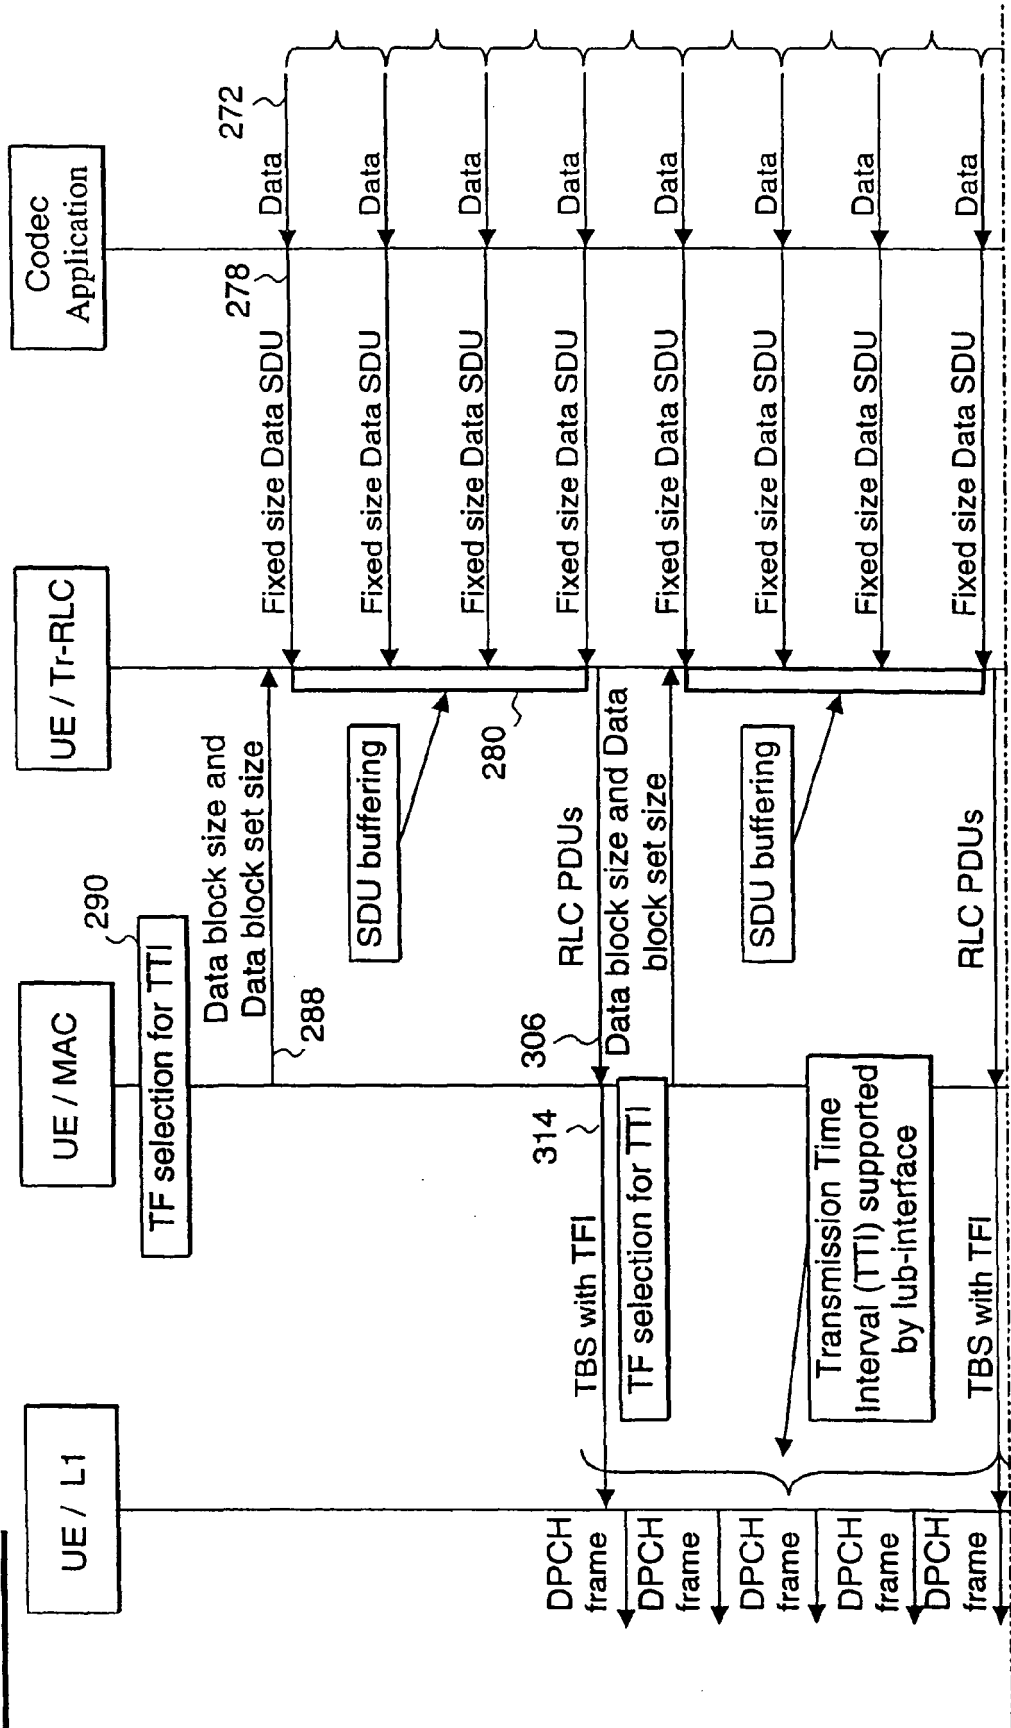 UE / L1
UE / MAC
UE / Tr-RLC
Codec
Application
290
TF selection for TTI
Data block size and
Data block set size
288
278
272
Data
Fixed size Data SDU
Data
Fixed size Data SDU
Data
Fixed size Data SDU
Data
Fixed size Data SDU
SDU buffering
280
306
RLC PDUs
314
TBS with TFI
TF selection for TTI
Data block size and Data
block set size
Data
Fixed size Data SDU
Data
Fixed size Data SDU
Data
Fixed size Data SDU
Data
Fixed size Data SDU
SDU buffering
Transmission Time
Interval (TTI) supported
by lub-interface
RLC PDUs
TBS with TFI
DPCH
frame
DPCH
frame
DPCH
frame
DPCH
frame
DPCH
frame